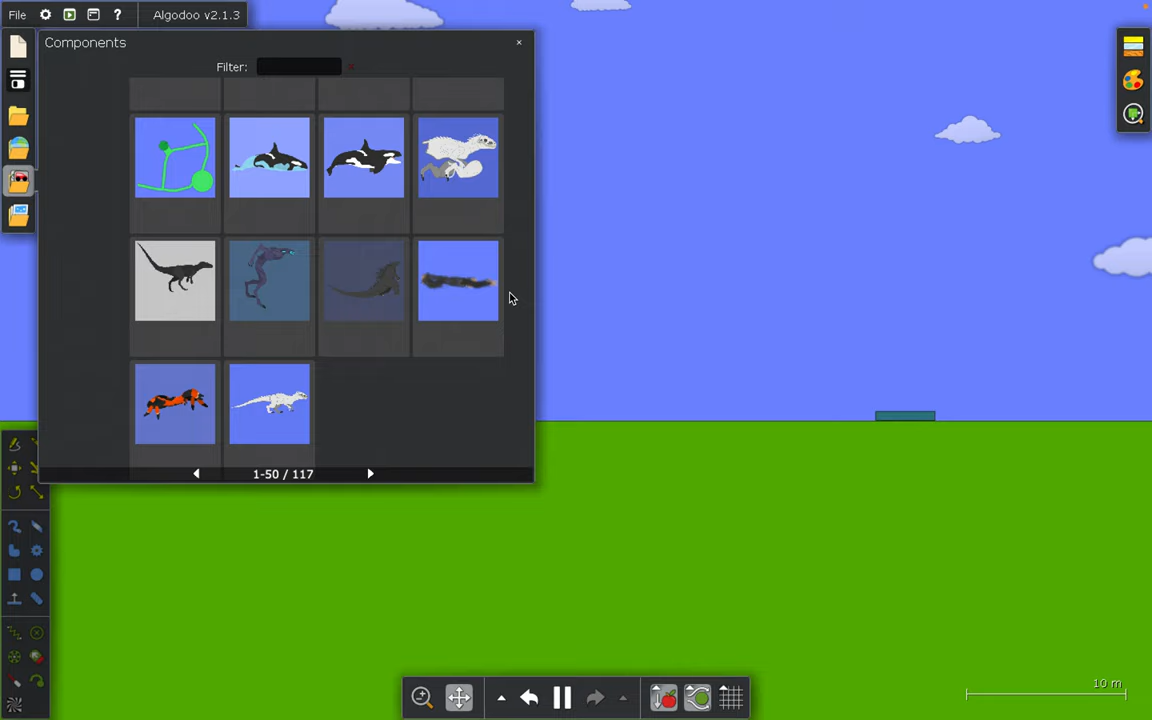 File ? Algodoo v2.1.3
Components ×
Filter: ×
1-50 / 117
10 m